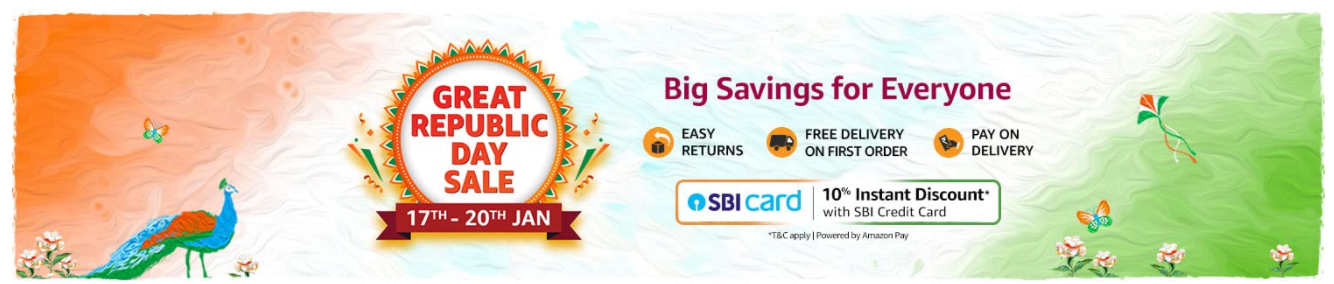 GREAT
REPUBLIC
DAY
SALE
17TH - 20TH JAN
Big Savings for Everyone
EASY
RETURNS
FREE DELIVERY
ON FIRST ORDER
PAY ON
DELIVERY
SBI card
10% Instant Discount*
with SBI Credit Card
*T&C apply | Powered by Amazon Pay